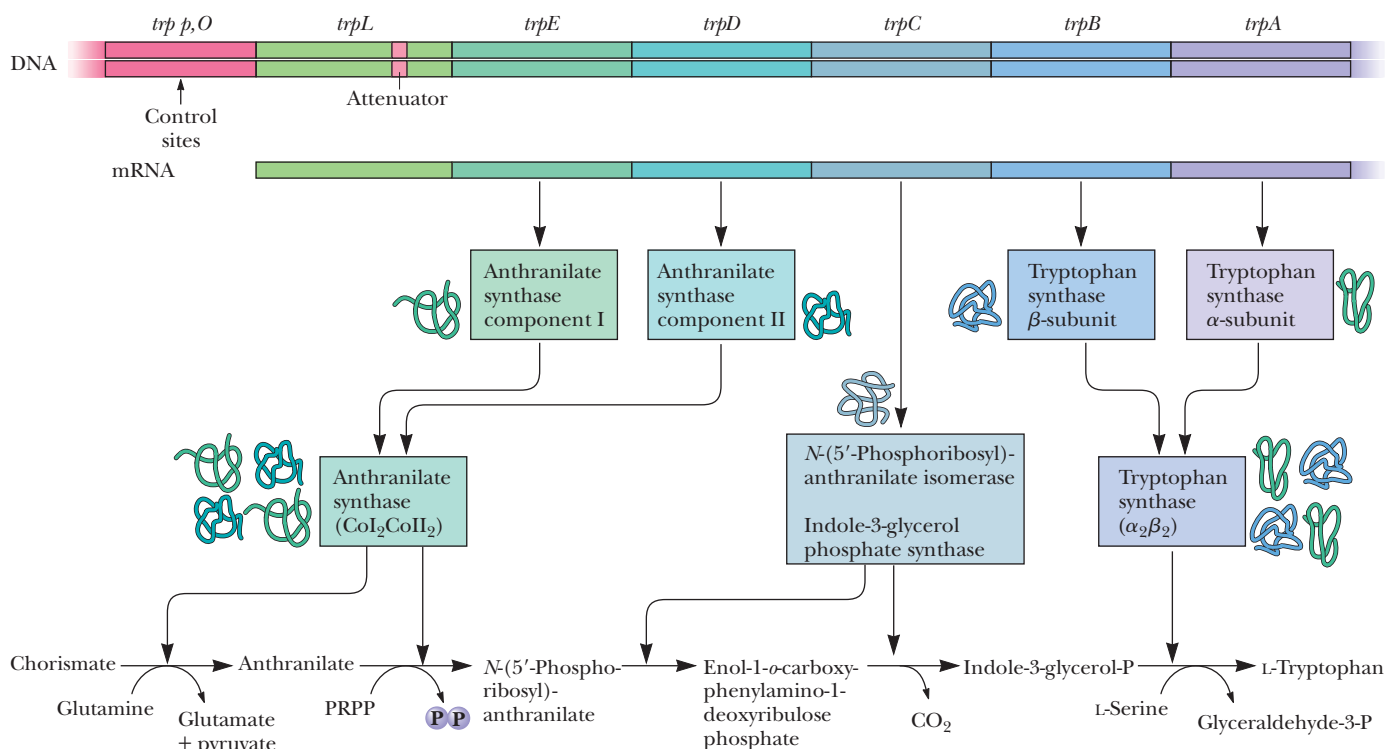 trp p,O trpL trpE trpD trpC trpB trpA
DNA
Attenuator
Control
sites
mRNA
Anthranilate
synthase
component I
Anthranilate
synthase
component II
Tryptophan
synthase
β-subunit
Tryptophan
synthase
α-subunit
Anthranilate
synthase
(CoI₂CoII₂)
N-(5′-Phosphoribosyl)-
anthranilate isomerase
Indole-3-glycerol
phosphate synthase
Tryptophan
synthase
(α₂β₂)
Chorismate
Glutamine
Glutamate
+ pyruvate
Anthranilate
PRPP
P P
N-(5′-Phospho-
ribosyl)-
anthranilate
Enol-1-o-carboxy-
phenylamino-1-
deoxyribulose
phosphate
CO₂
Indole-3-glycerol-P
L-Serine
Glyceraldehyde-3-P
L-Tryptophan